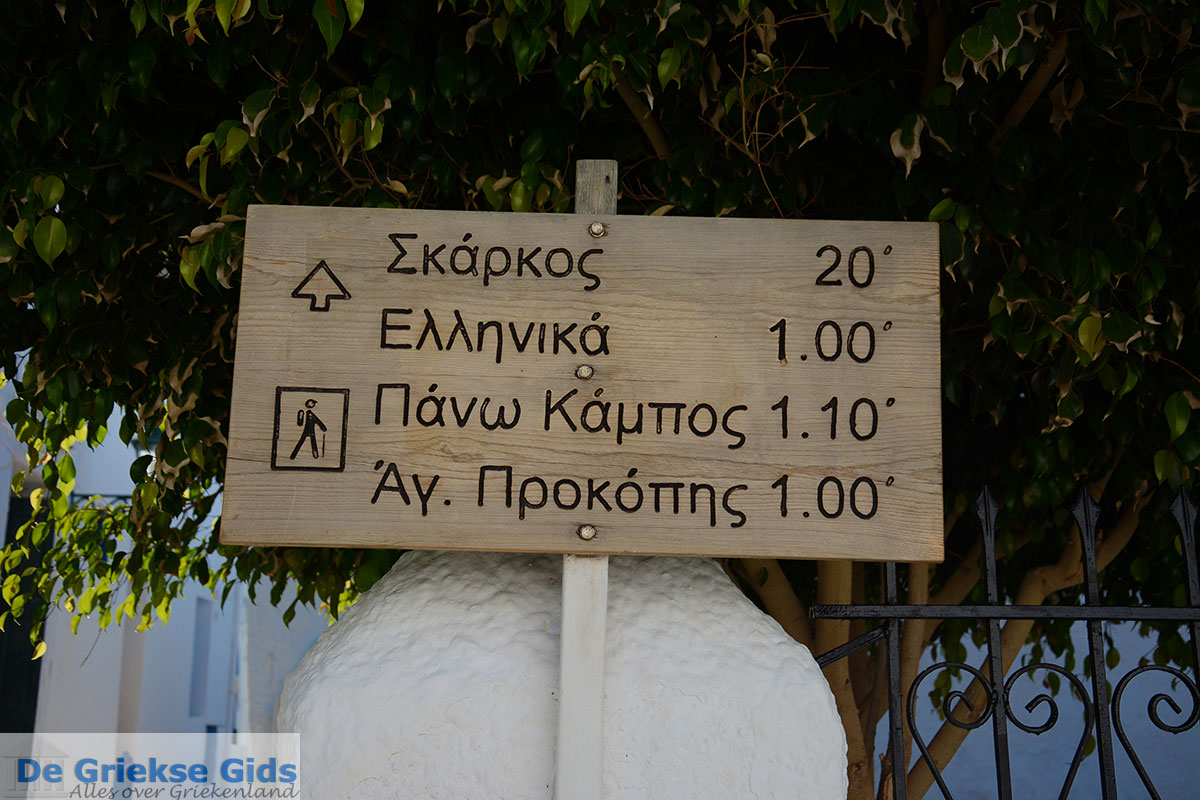 Σκάρκος 20΄
Ελληνικά 1.00΄
Πάνω Κάμπος 1.10΄
Άγ. Προκόπης 1.00΄
De Griekse Gids
Alles over Griekenland